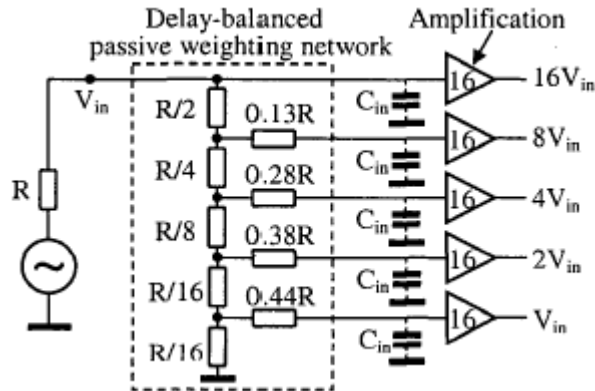 Delay-balanced
passive weighting network
Amplification
V_in
R
R/2
R/4
R/8
R/16
R/16
0.13R
0.28R
0.38R
0.44R
C_in
C_in
C_in
C_in
C_in
16
16
16
16
16
16V_in
8V_in
4V_in
2V_in
V_in